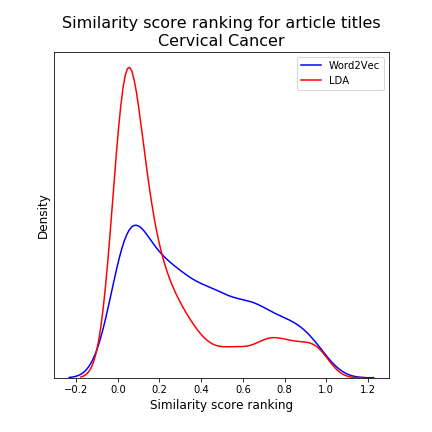 Similarity score ranking for article titles
Cervical Cancer
Word2Vec
LDA
Density
−0.2 0.0 0.2 0.4 0.6 0.8 1.0 1.2
Similarity score ranking